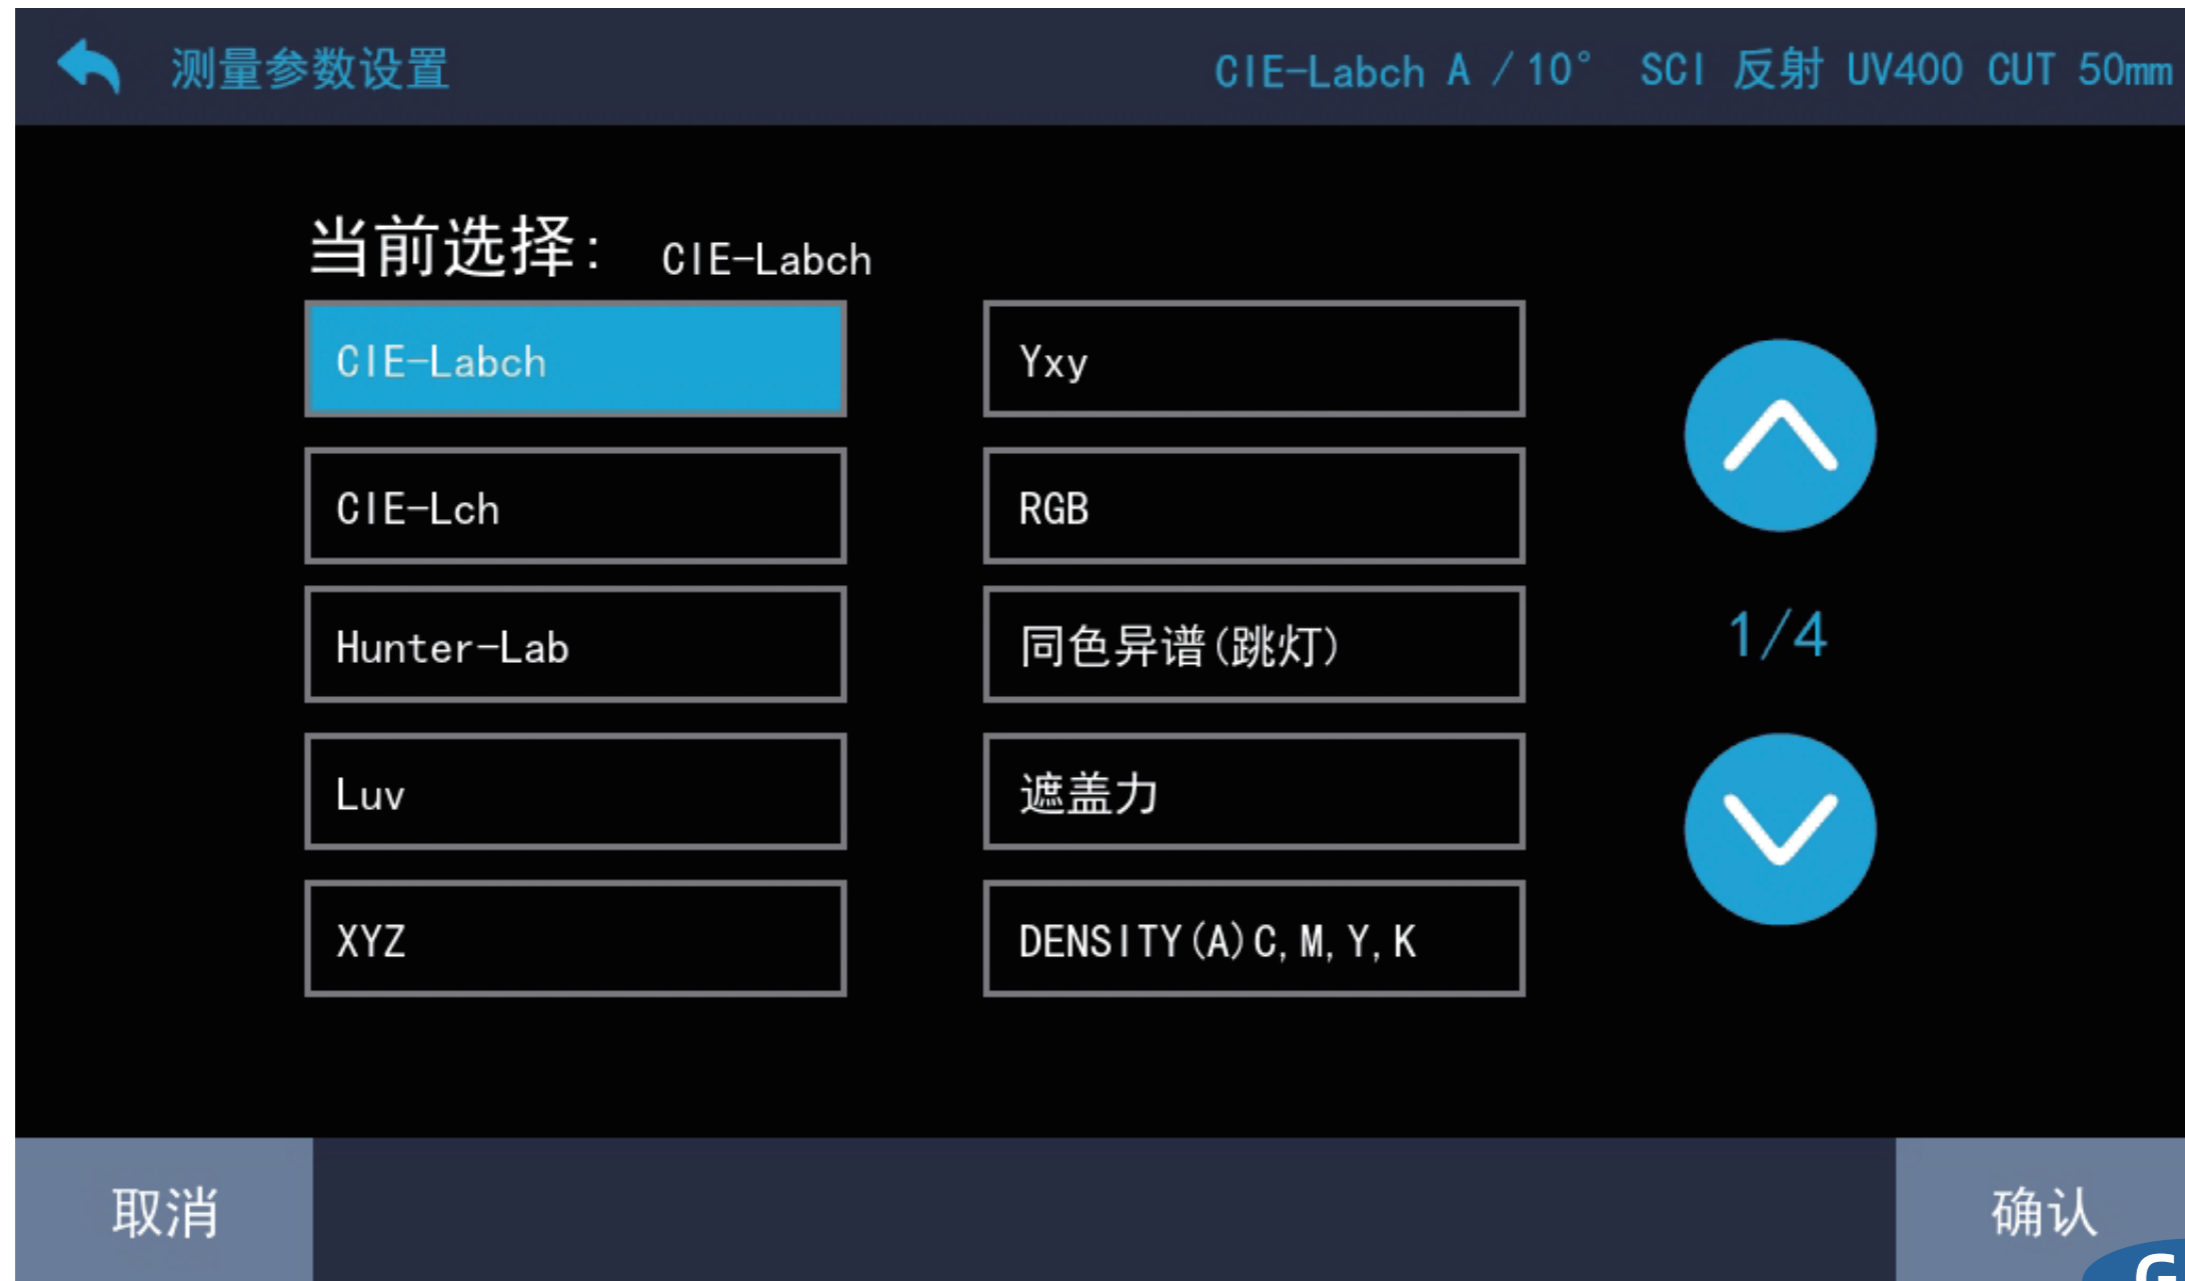 测量参数设置 CIE-Labch A / 10° SCI 反射 UV400 CUT 50mm
当前选择: CIE-Labch
CIE-Labch Yxy
CIE-Lch RGB
Hunter-Lab 同色异谱(跳灯) 1/4
Luv 遮盖力
XYZ DENSITY(A)C,M,Y,K
取消 确认